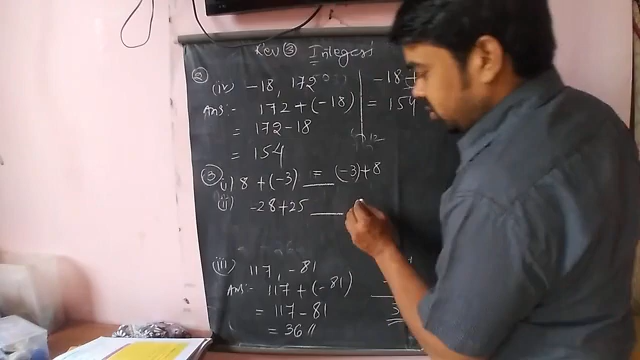 Rev ③ Integers
② (iv) -18, 172
Ans:- 172 + (-18)
= 172 - 18
= 154
-18 +
= 154
③ i) 8 + (-3) ___ = (-3) + 8
(ii) -28 + 25 ___
(iii) 117, -81
Ans:- 117 + (-81)
= 117 - 81
= 36 //
3